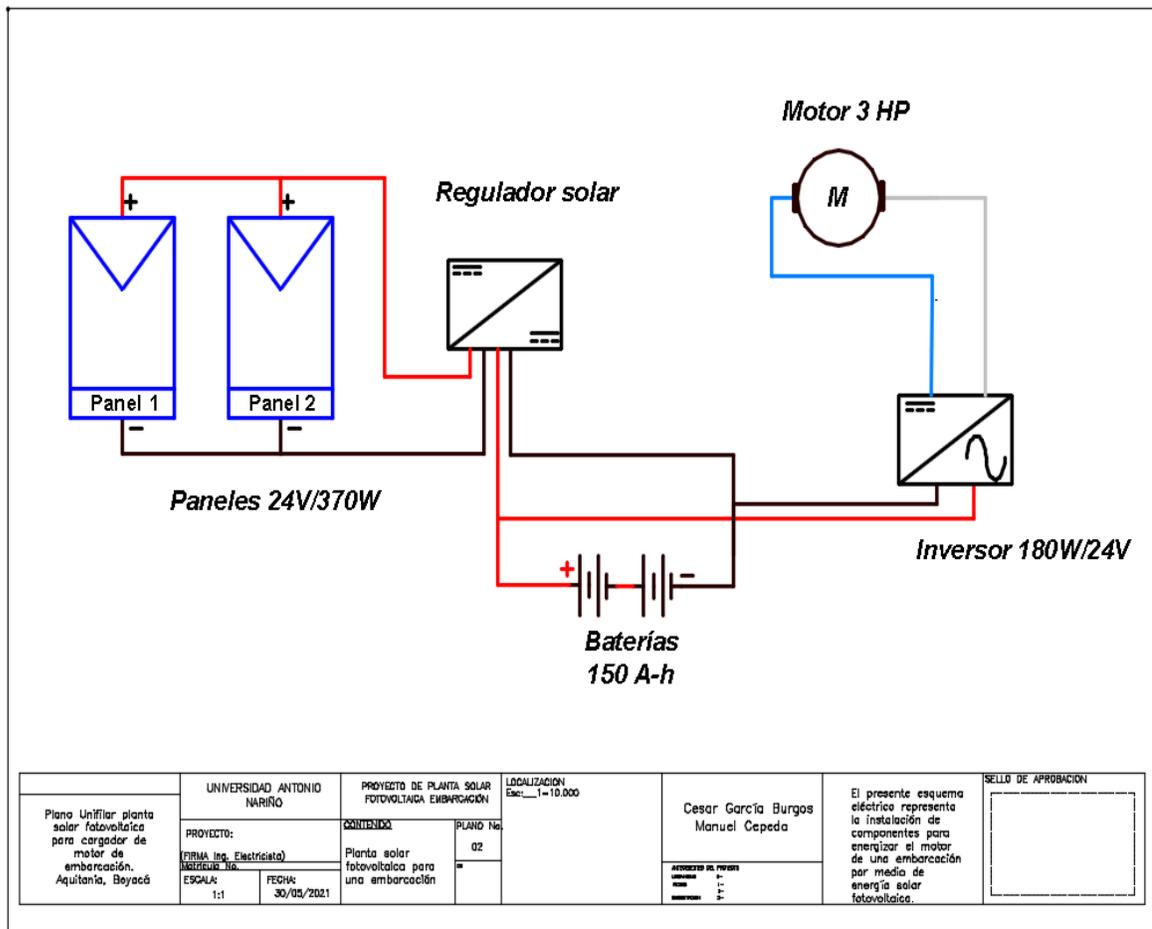 Motor 3 HP
M
Regulador solar
+
+
Panel 1
Panel 2
-
-
Paneles 24V/370W
Inversor 180W/24V
+
-
Baterías
150 A-h
Plano Unifilar planta
solar fotovoltaica
para cargador de
motor de
embarcación.
Aquitania, Boyacá
UNIVERSIDAD ANTONIO
NARIÑO
PROYECTO:
(FIRMA Ing. Electricista)
Matricula No.
ESCALA:
1:1
FECHA:
30/05/2021
PROYECTO DE PLANTA SOLAR
FOTOVOLTAICA EMBARCACIÓN
CONTENIDO
Planta solar
fotovoltaica para
una embarcación
PLANO No.
02
LOCALIZACION
Esc:__1=10.000
Cesar García Burgos
Manuel Cepeda
El presente esquema
eléctrico representa
la instalación de
componentes para
energizar el motor
de una embarcación
por medio de
energía solar
fotovoltaica.
SELLO DE APROBACION